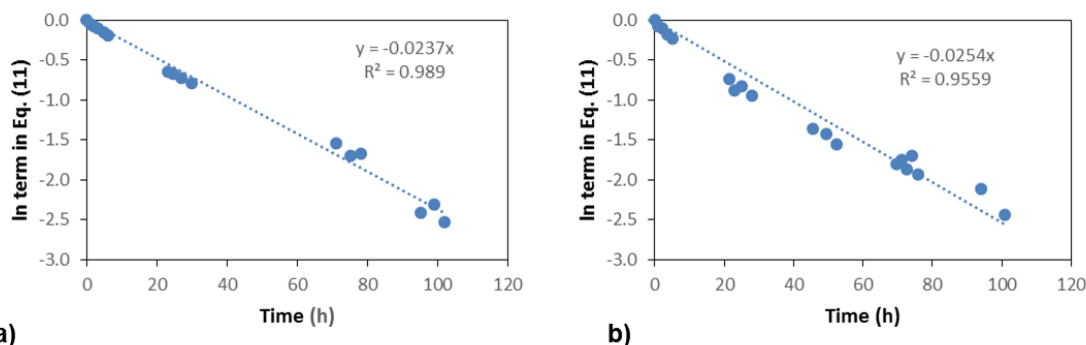 0.0
-0.5
-1.0
-1.5
-2.0
-2.5
-3.0
ln term in Eq. (11)
y = -0.0237x
R² = 0.989
0 20 40 60 80 100 120
Time (h)
a)
0.0
-0.5
-1.0
-1.5
-2.0
-2.5
-3.0
ln term in Eq. (11)
y = -0.0254x
R² = 0.9559
0 20 40 60 80 100 120
Time (h)
b)